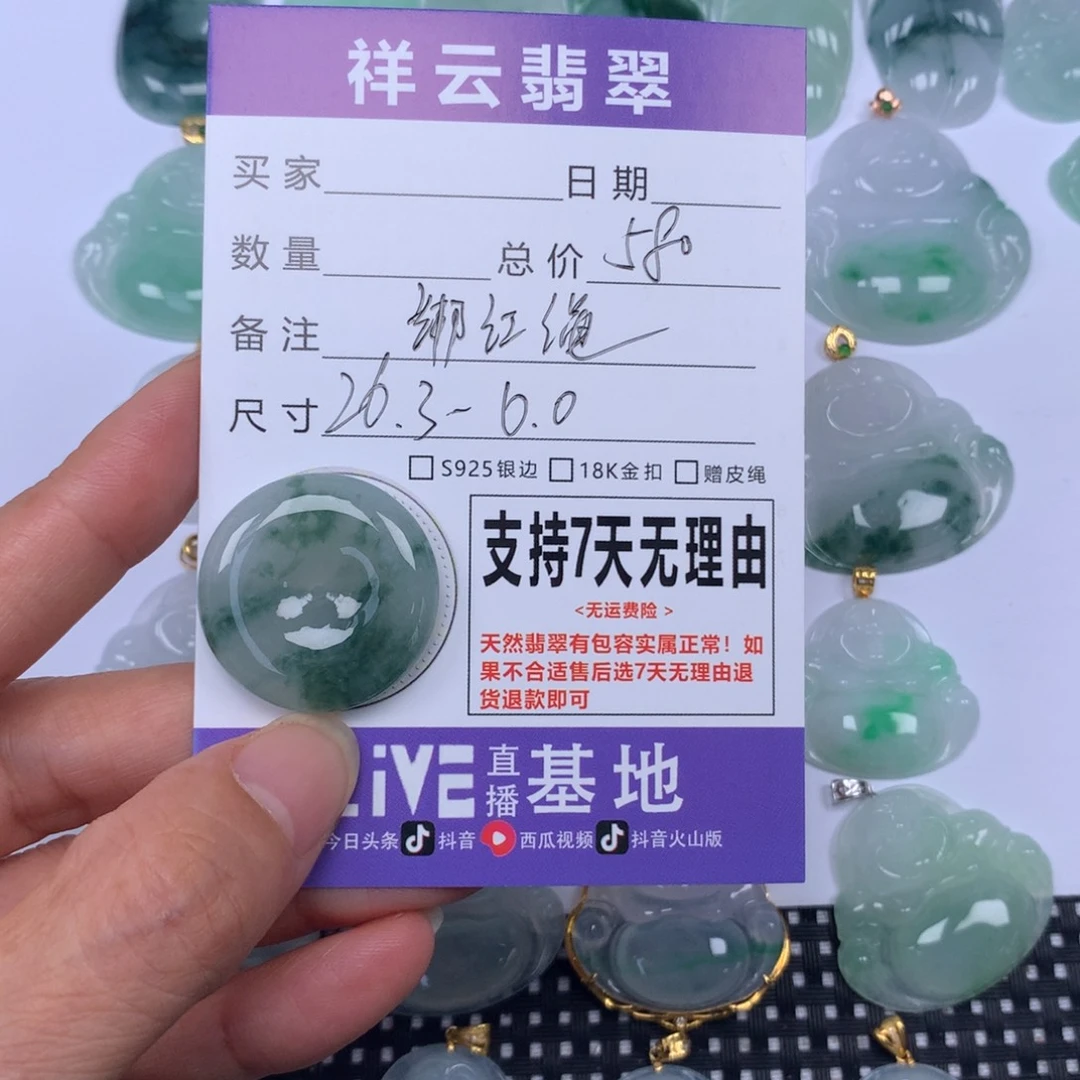 祥云翡翠
买家 日期
数量 总价 580
备注 绑红绳
尺寸 26.3-6.0
S925银边 18K金扣 赠皮绳
支持7天无理由
<无运费险 >
天然翡翠有包容实属正常！如
果不合适售后选7天无理由退
货退款即可
LiVE 直播 基地
今日头条 抖音 西瓜视频 抖音火山版